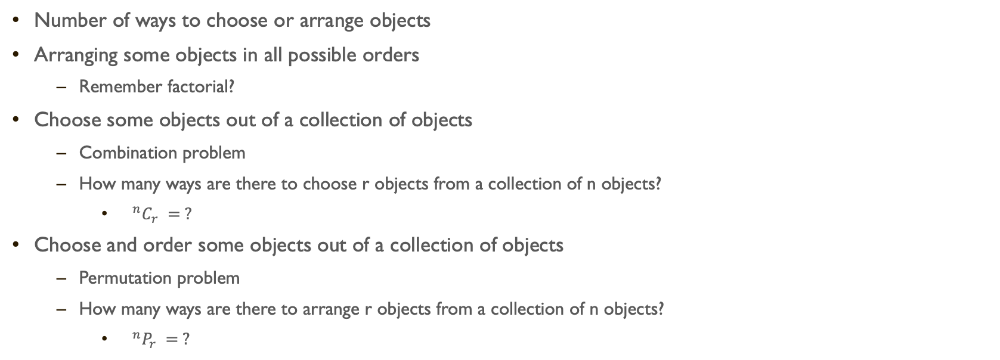 • Number of ways to choose or arrange objects
• Arranging some objects in all possible orders
– Remember factorial?
• Choose some objects out of a collection of objects
– Combination problem
– How many ways are there to choose r objects from a collection of n objects?
• ⁿCᵣ = ?
• Choose and order some objects out of a collection of objects
– Permutation problem
– How many ways are there to arrange r objects from a collection of n objects?
• ⁿPᵣ = ?